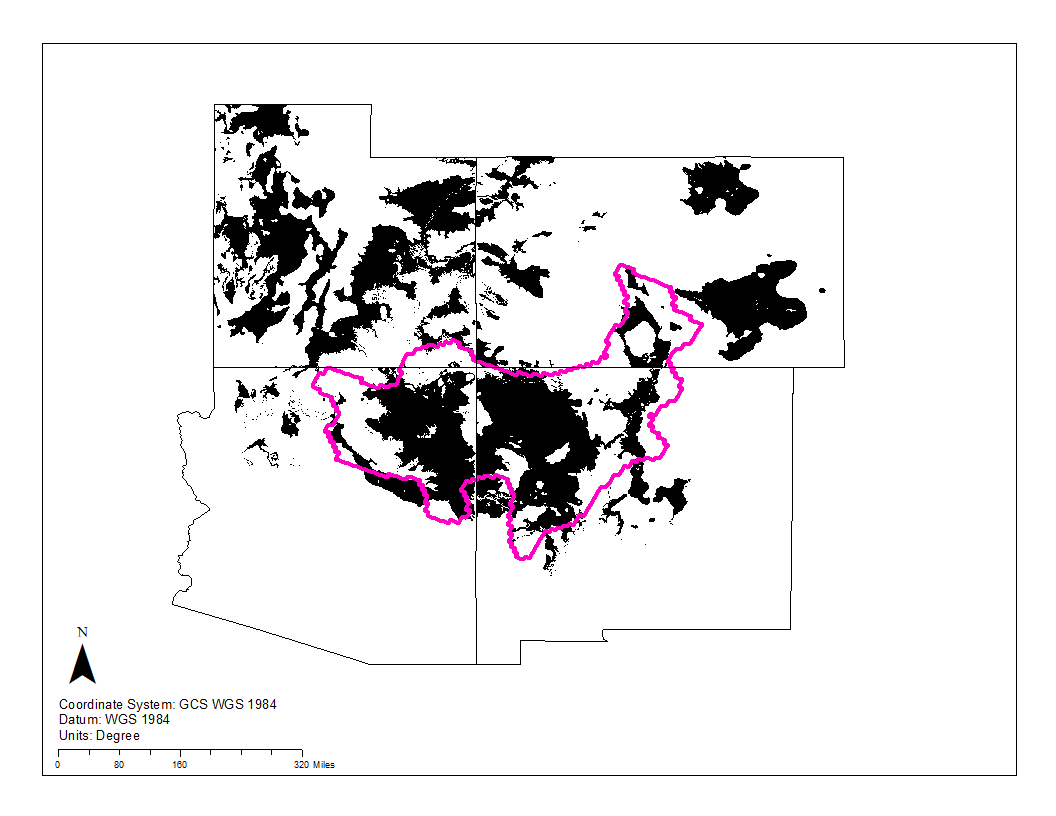 N
Coordinate System: GCS WGS 1984
Datum: WGS 1984
Units: Degree
0 80 160 320 Miles